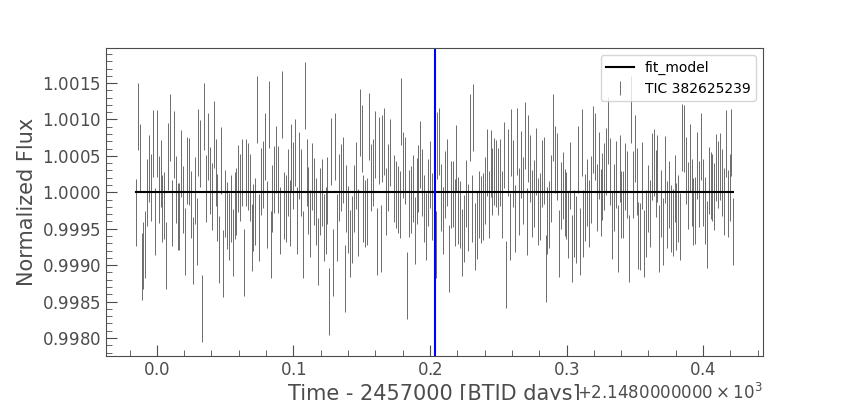 fit_model
TIC 382625239
Normalized Flux
1.0015
1.0010
1.0005
1.0000
0.9995
0.9990
0.9985
0.9980
0.0 0.1 0.2 0.3 0.4
Time - 2457000 [BTJD days]
+2.1480000000 × 10³